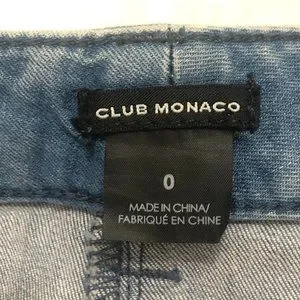 CLUB MONACO
0
MADE IN CHINA/
FABRIQUÉ EN CHINE